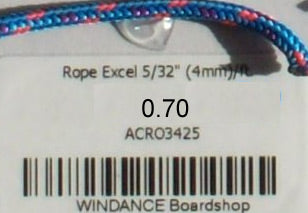 Rope Excel 5/32" (4mm)/ft
0.70
ACRO3425
WINDANCE Boardshop